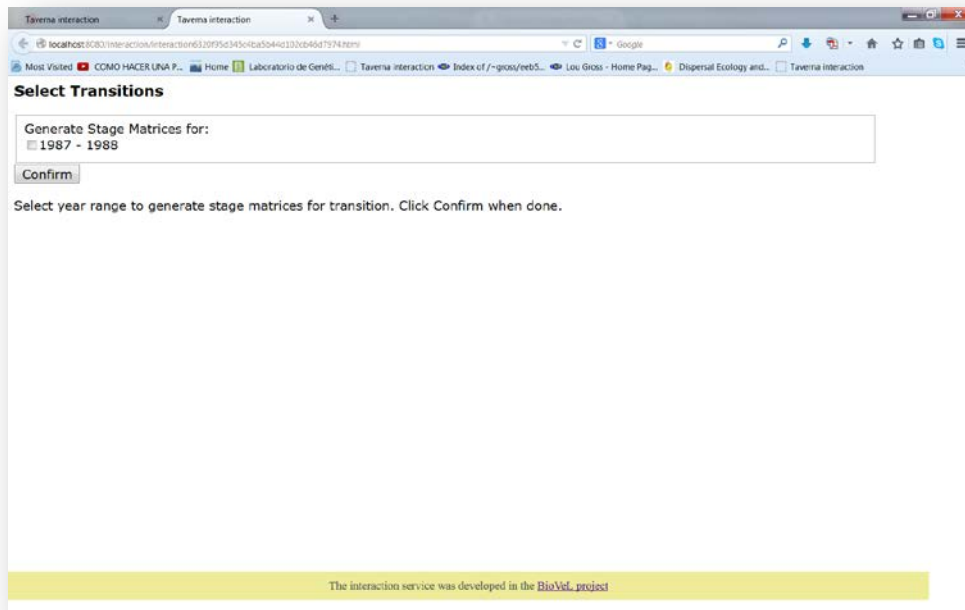 Taverna interaction
Taverna interaction
Google
Most Visited COMO HACER UNA P... Home Laboratorio de Genéti... Taverna interaction Index of /~gross/eeb5... Lou Gross - Home Pag... Dispersal Ecology and... Taverna interaction
Select Transitions
Generate Stage Matrices for:
1987 - 1988
Confirm
Select year range to generate stage matrices for transition. Click Confirm when done.
The interaction service was developed in the BioVeL project